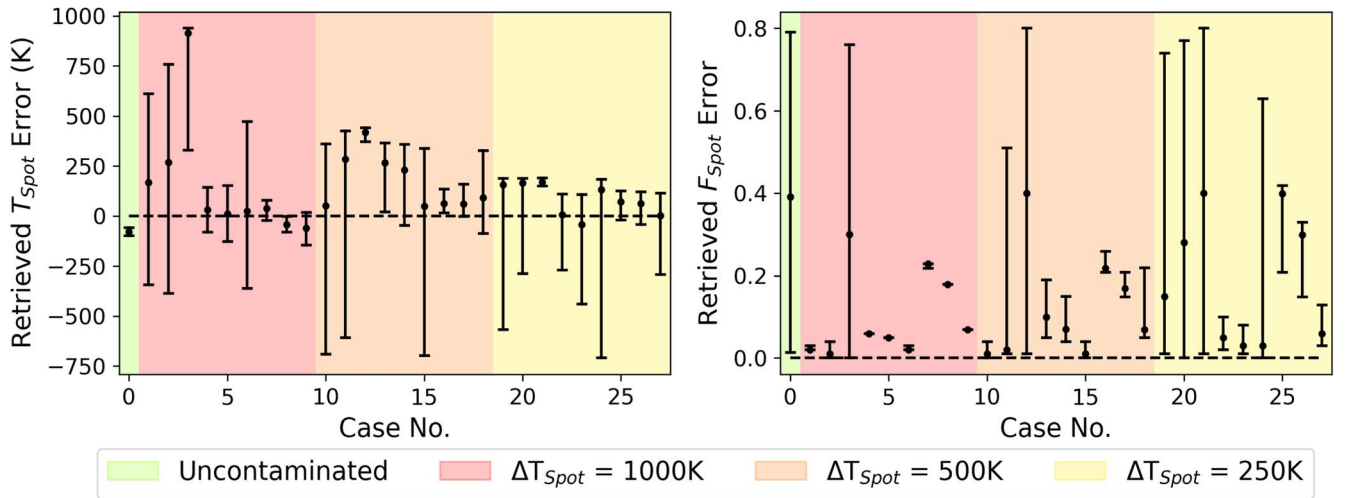 Retrieved T_Spot Error (K)
1000
750
500
250
0
−250
−500
−750
0 5 10 15 20 25
Case No.
Retrieved F_Spot Error
0.8
0.6
0.4
0.2
0.0
0 5 10 15 20 25
Case No.
Uncontaminated
ΔT_Spot = 1000K
ΔT_Spot = 500K
ΔT_Spot = 250K